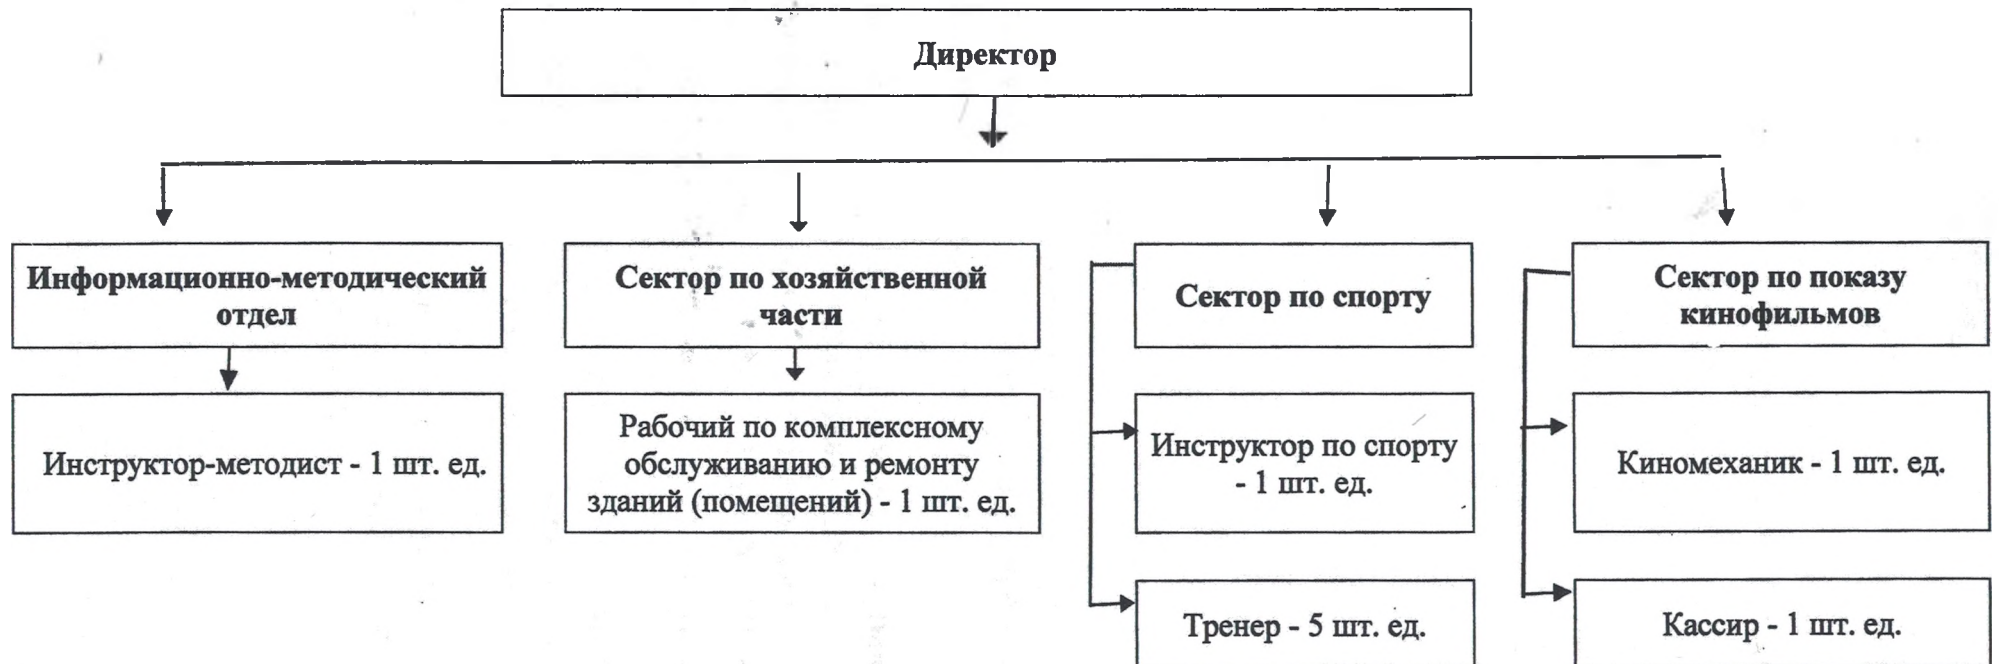 Директор
Информационно-методический
отдел
Сектор по хозяйственной
части
Сектор по спорту
Сектор по показу
кинофильмов
Инструктор-методист - 1 шт. ед.
Рабочий по комплексному
обслуживанию и ремонту
зданий (помещений) - 1 шт. ед.
Инструктор по спорту
- 1 шт. ед.
Киномеханик - 1 шт. ед.
Тренер - 5 шт. ед.
Кассир - 1 шт. ед.